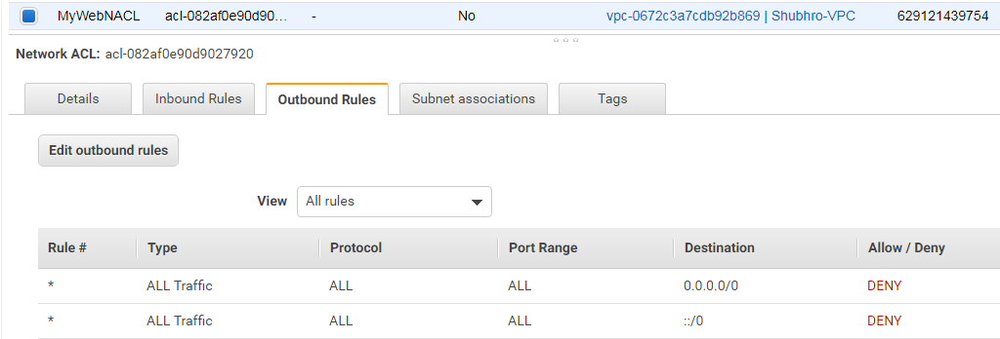 MyWebNACL acl-082af0e90d90... - No vpc-0672c3a7cdb92b869 | Shubhro-VPC 629121439754
Network ACL: acl-082af0e90d9027920
Details Inbound Rules Outbound Rules Subnet associations Tags
Edit outbound rules
View All rules
Rule # Type Protocol Port Range Destination Allow / Deny
* ALL Traffic ALL ALL 0.0.0.0/0 DENY
* ALL Traffic ALL ALL ::/0 DENY